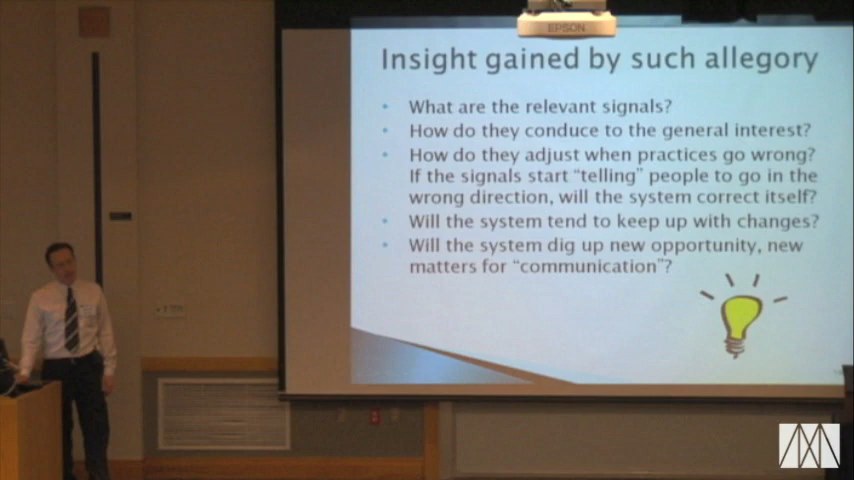 EPSON
Insight gained by such allegory
• What are the relevant signals?
• How do they conduce to the general interest?
• How do they adjust when practices go wrong?
If the signals start “telling” people to go in the
wrong direction, will the system correct itself?
• Will the system tend to keep up with changes?
• Will the system dig up new opportunity, new
matters for “communication”?